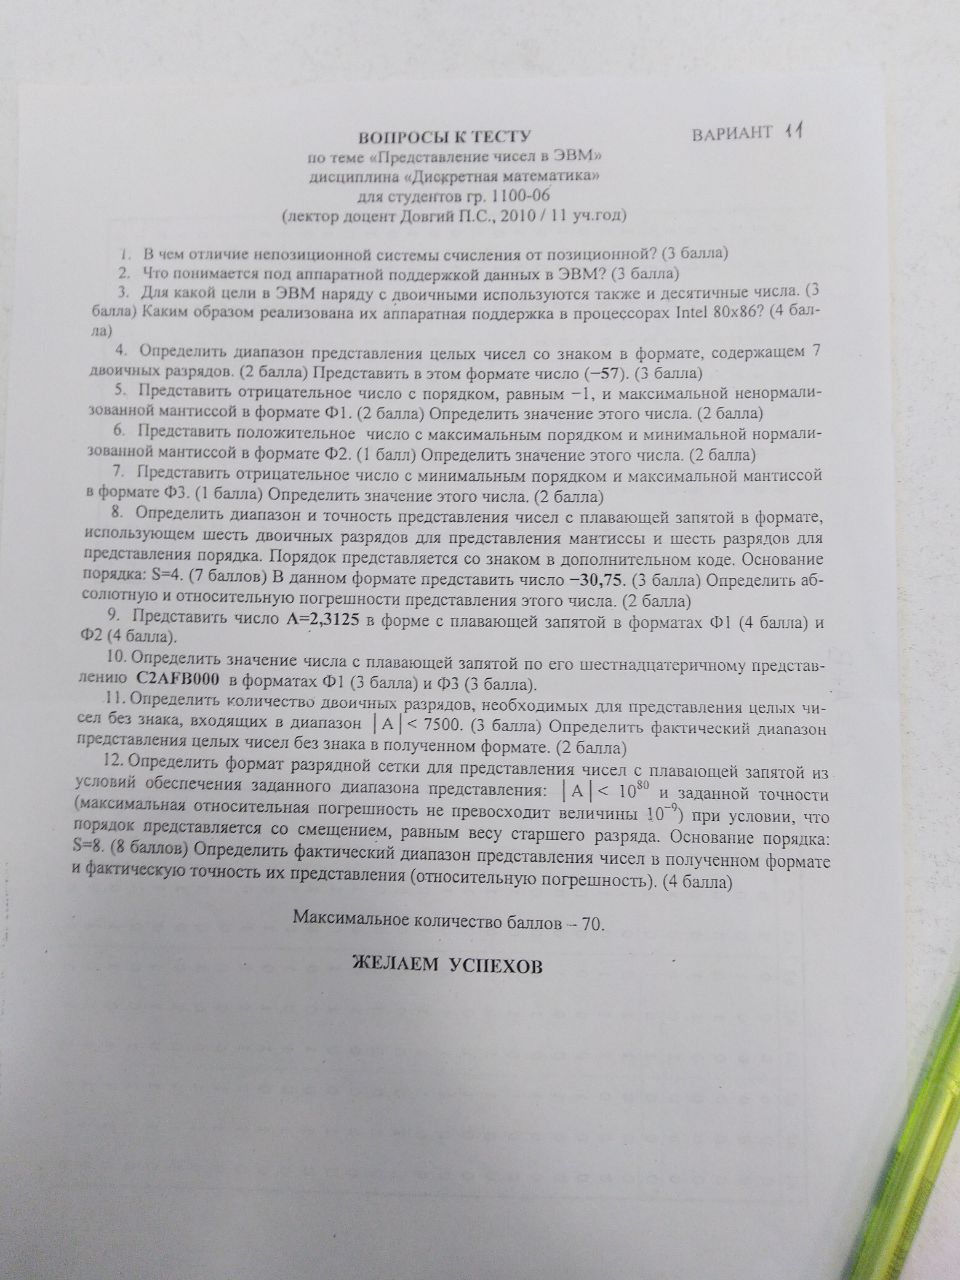 ВОПРОСЫ К ТЕСТУ
ВАРИАНТ 11
по теме «Представление чисел в ЭВМ»
дисциплина «Дискретная математика»
для студентов гр. 1100-06
(лектор доцент Довгий П.С., 2010 / 11 уч.год)
1. В чем отличие непозиционной системы счисления от позиционной? (3 балла)
2. Что понимается под аппаратной поддержкой данных в ЭВМ? (3 балла)
3. Для какой цели в ЭВМ наряду с двоичными используются также и десятичные числа. (3
балла) Каким образом реализована их аппаратная поддержка в процессорах Intel 80x86? (4 бал-
ла)
4. Определить диапазон представления целых чисел со знаком в формате, содержащем 7
двоичных разрядов. (2 балла) Представить в этом формате число (−57). (3 балла)
5. Представить отрицательное число с порядком, равным −1, и максимальной ненормали-
зованной мантиссой в формате Ф1. (2 балла) Определить значение этого числа. (2 балла)
6. Представить положительное число с максимальным порядком и минимальной нормали-
зованной мантиссой в формате Ф2. (1 балл) Определить значение этого числа. (2 балла)
7. Представить отрицательное число с минимальным порядком и максимальной мантиссой
в формате Ф3. (1 балла) Определить значение этого числа. (2 балла)
8. Определить диапазон и точность представления чисел с плавающей запятой в формате,
использующем шесть двоичных разрядов для представления мантиссы и шесть разрядов для
представления порядка. Порядок представляется со знаком в дополнительном коде. Основание
порядка: S=4. (7 баллов) В данном формате представить число −30,75. (3 балла) Определить аб-
солютную и относительную погрешности представления этого числа. (2 балла)
9. Представить число А=2,3125 в форме с плавающей запятой в форматах Ф1 (4 балла) и
Ф2 (4 балла).
10. Определить значение числа с плавающей запятой по его шестнадцатеричному представ-
лению C2AFB000 в форматах Ф1 (3 балла) и Ф3 (3 балла).
11. Определить количество двоичных разрядов, необходимых для представления целых чи-
сел без знака, входящих в диапазон |А|< 7500. (3 балла) Определить фактический диапазон
представления целых чисел без знака в полученном формате. (2 балла)
12. Определить формат разрядной сетки для представления чисел с плавающей запятой из
условий обеспечения заданного диапазона представления: |А|< 10⁸⁰ и заданной точности
(максимальная относительная погрешность не превосходит величины 10⁻⁹) при условии, что
порядок представляется со смещением, равным весу старшего разряда. Основание порядка:
S=8. (8 баллов) Определить фактический диапазон представления чисел в полученном формате
и фактическую точность их представления (относительную погрешность). (4 балла)
Максимальное количество баллов – 70.
ЖЕЛАЕМ УСПЕХОВ